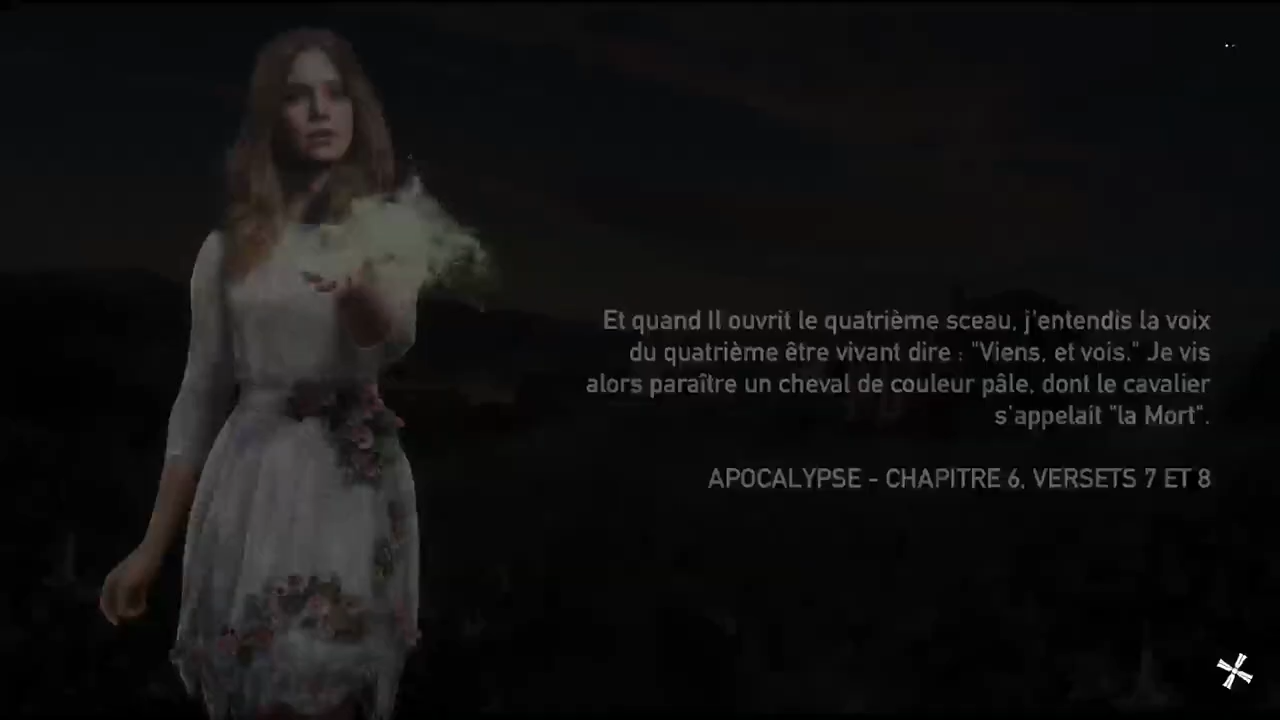 Et quand Il ouvrit le quatrième sceau, j'entendis la voix
du quatrième être vivant dire : "Viens, et vois." Je vis
alors paraître un cheval de couleur pâle, dont le cavalier
s'appelait "la Mort".
APOCALYPSE - CHAPITRE 6, VERSETS 7 ET 8